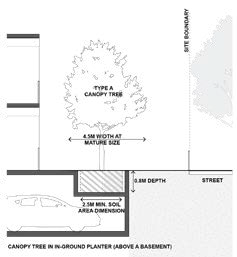 SITE BOUNDARY
TYPE A
CANOPY TREE
4.5M WIDTH AT
MATURE SIZE
0.8M DEPTH
STREET
2.5M MIN. SOIL
AREA DIMENSION
CANOPY TREE IN IN-GROUND PLANTER (ABOVE A BASEMENT)